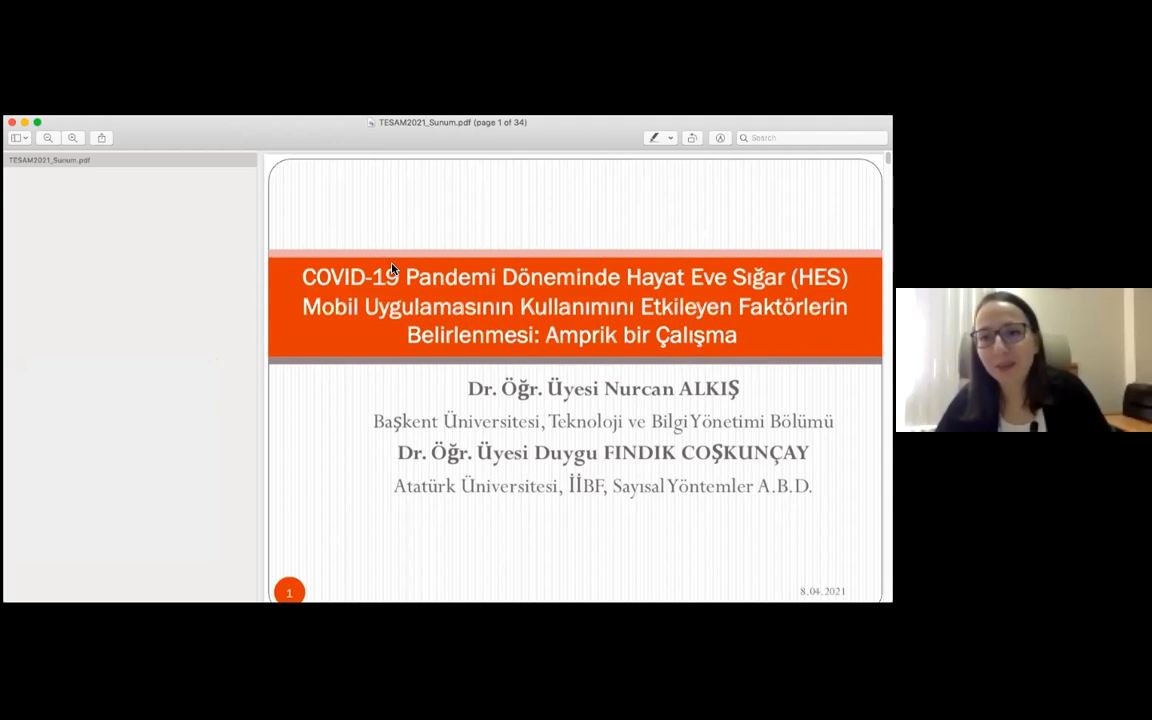 TESAM2021_Sunum.pdf (page 1 of 34)
Search
TESAM2021_Sunum.pdf
COVID-19 Pandemi Döneminde Hayat Eve Sığar (HES)
Mobil Uygulamasının Kullanımını Etkileyen Faktörlerin
Belirlenmesi: Amprik bir Çalışma
Dr. Öğr. Üyesi Nurcan ALKIŞ
Başkent Üniversitesi, Teknoloji ve Bilgi Yönetimi Bölümü
Dr. Öğr. Üyesi Duygu FINDIK COŞKUNÇAY
Atatürk Üniversitesi, İİBF, Sayısal Yöntemler A.B.D.
1
8.04.2021